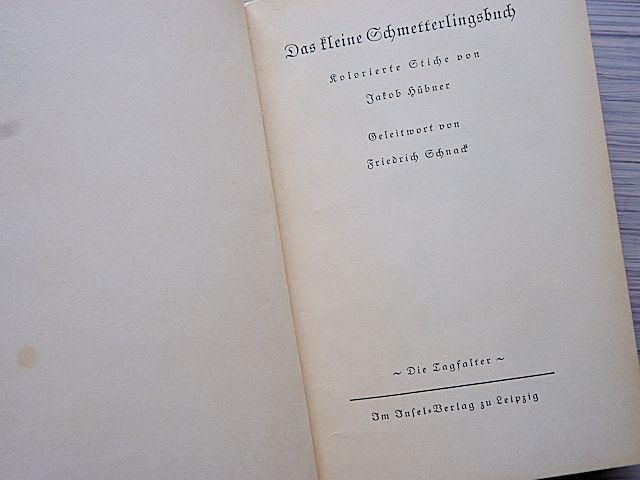 Das kleine Schmetterlingsbuch
Kolorierte Stiche von
Jakob Hübner
Geleitwort von
Friedrich Schnack
~ Die Tagfalter ~
Im Inſel-Verlag zu Leipzig